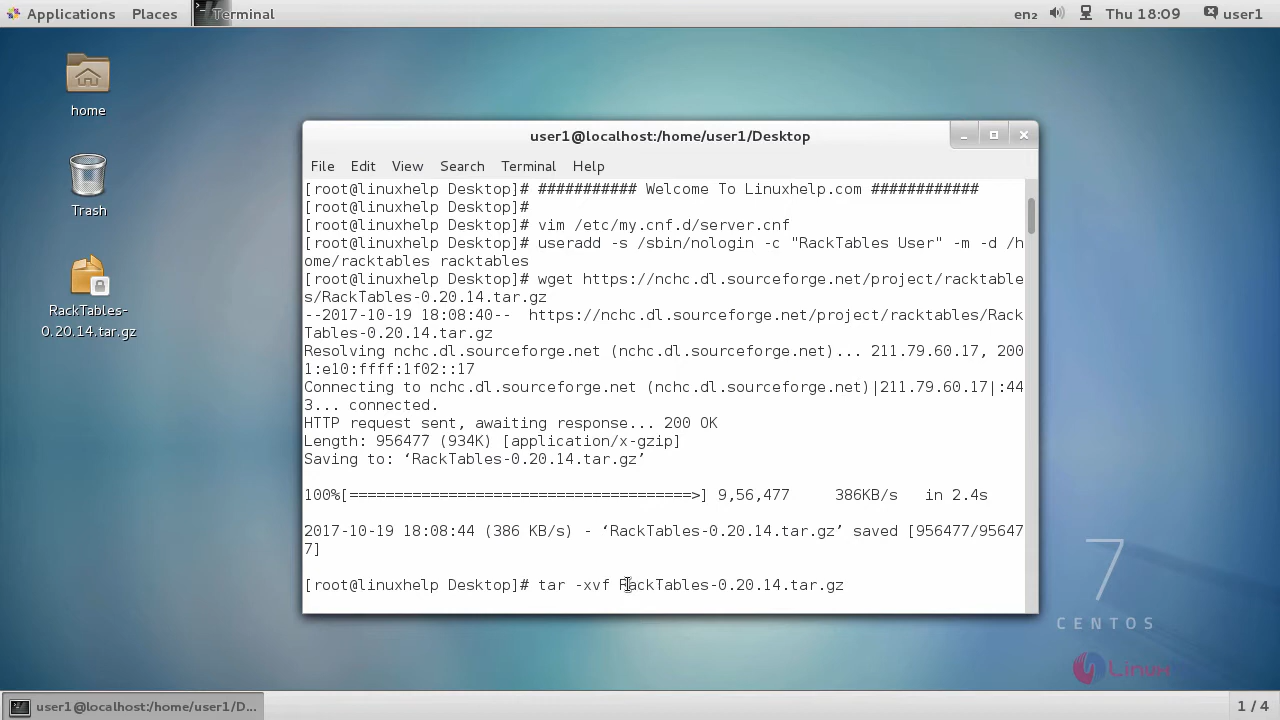 Applications Places Terminal en₂ Thu 18:09 user1
home
Trash
RackTables-
0.20.14.tar.gz
user1@localhost:/home/user1/Desktop
File Edit View Search Terminal Help
[root@linuxhelp Desktop]# ########### Welcome To Linuxhelp.com ############
[root@linuxhelp Desktop]#
[root@linuxhelp Desktop]# vim /etc/my.cnf.d/server.cnf
[root@linuxhelp Desktop]# useradd -s /sbin/nologin -c "RackTables User" -m -d /h
ome/racktables racktables
[root@linuxhelp Desktop]# wget https://nchc.dl.sourceforge.net/project/racktable
s/RackTables-0.20.14.tar.gz
--2017-10-19 18:08:40--  https://nchc.dl.sourceforge.net/project/racktables/Rack
Tables-0.20.14.tar.gz
Resolving nchc.dl.sourceforge.net (nchc.dl.sourceforge.net)... 211.79.60.17, 200
1:e10:ffff:1f02::17
Connecting to nchc.dl.sourceforge.net (nchc.dl.sourceforge.net)|211.79.60.17|:44
3... connected.
HTTP request sent, awaiting response... 200 OK
Length: 956477 (934K) [application/x-gzip]
Saving to: ‘RackTables-0.20.14.tar.gz’
100%[======================================>] 9,56,477     386KB/s   in 2.4s
2017-10-19 18:08:44 (386 KB/s) - ‘RackTables-0.20.14.tar.gz’ saved [956477/95647
7]
[root@linuxhelp Desktop]# tar -xvf RackTables-0.20.14.tar.gz
7
CENTOS
user1@localhost:/home/user1/D... 1 / 4